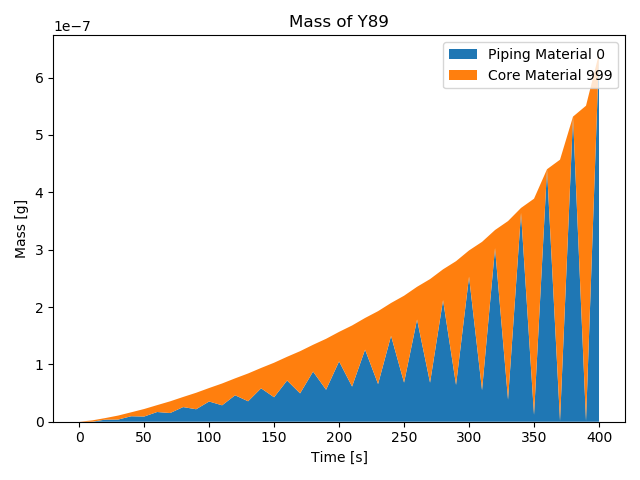 Mass of Y89
1e−7
Piping Material 0
Core Material 999
6
5
4
3
2
1
0
Mass [g]
0 50 100 150 200 250 300 350 400
Time [s]